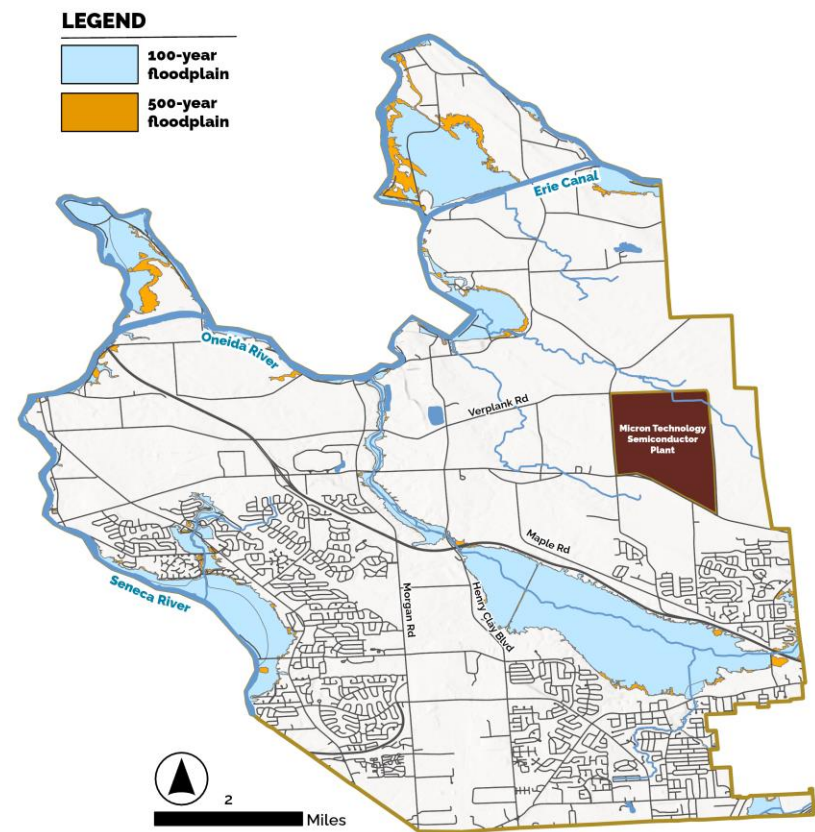 LEGEND
100-year
floodplain
500-year
floodplain
Erie Canal
Oneida River
Verplank Rd
Micron Technology
Semiconductor
Plant
Maple Rd
Seneca River
Morgan Rd
Henry Clay Blvd
2
Miles